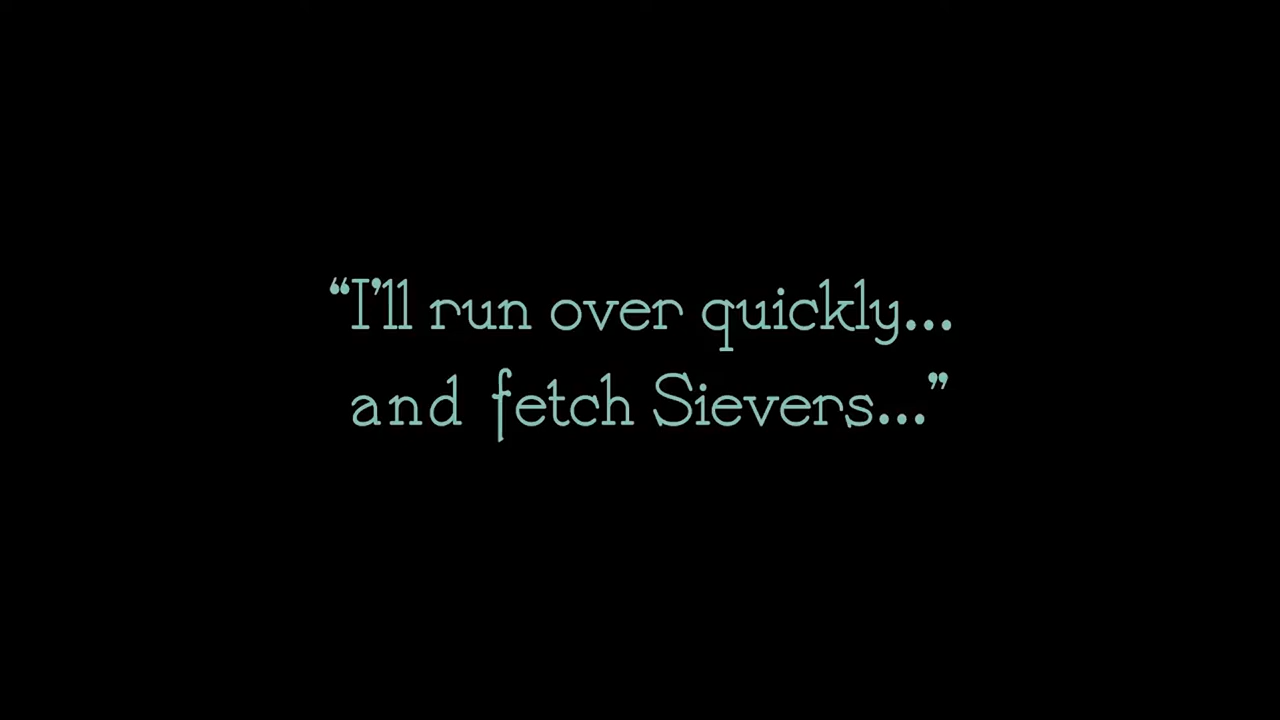 “I’ll run over quickly...
and fetch Sievers...”